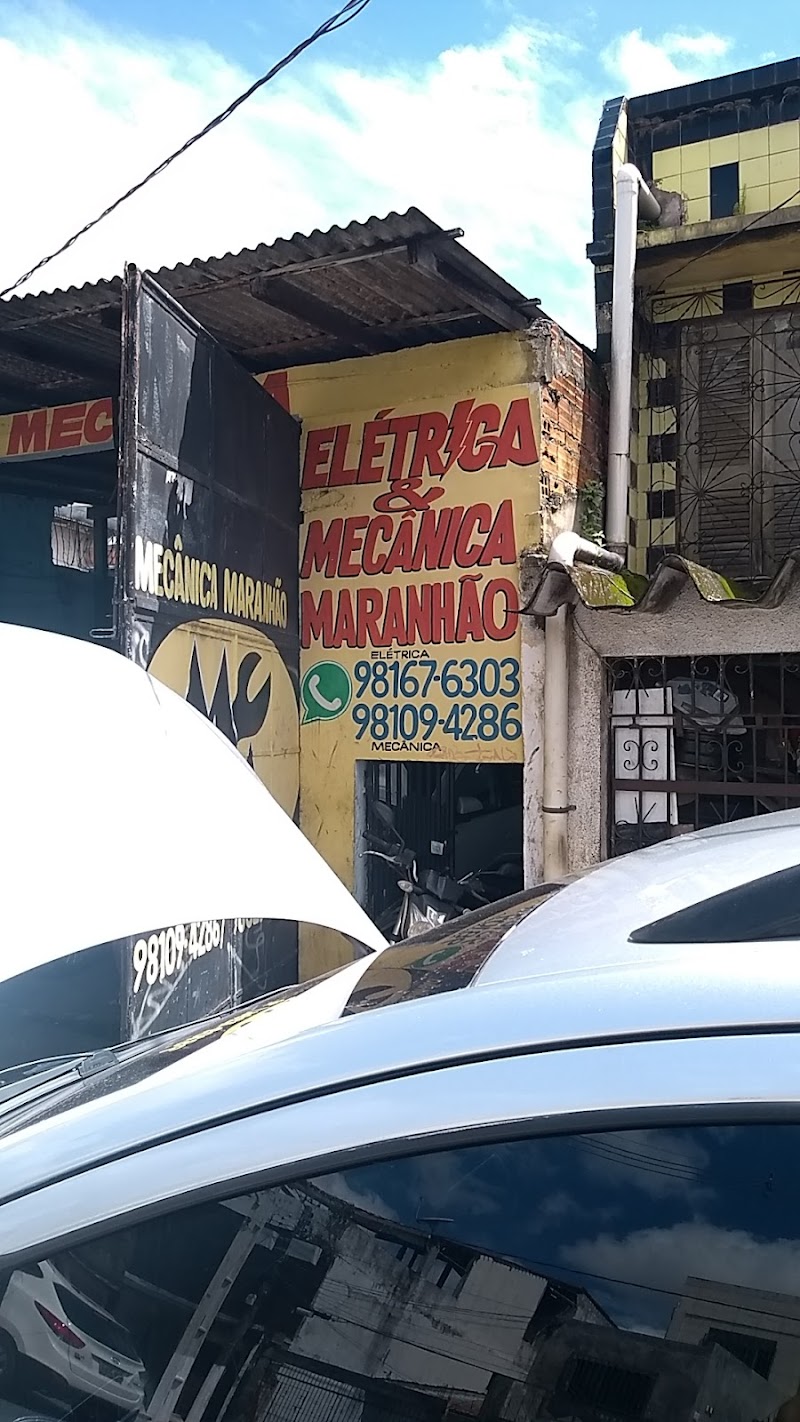 MEC
ELÉTRICA
&
MECÂNICA
MARANHÃO
ELÉTRICA
98167-6303
98109-4286
MECÂNICA
MECÂNICA MARANHÃO
98109-4286